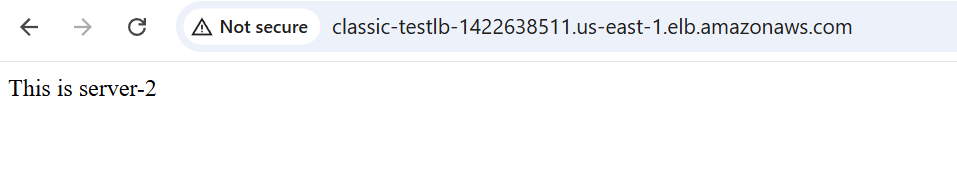 Not secure classic-testlb-1422638511.us-east-1.elb.amazonaws.com
This is server-2